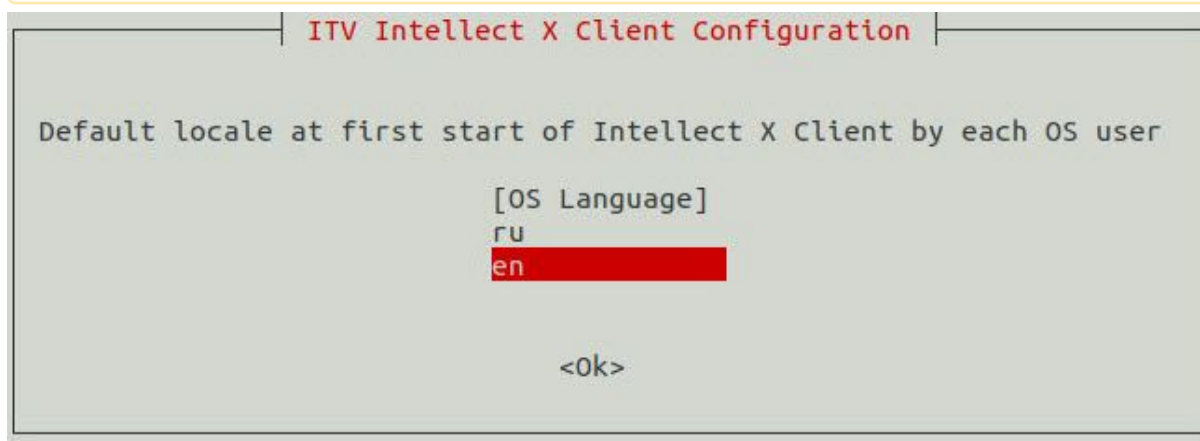 ITV Intellect X Client Configuration
Default locale at first start of Intellect X Client by each OS user
[OS Language]
ru
en
<Ok>